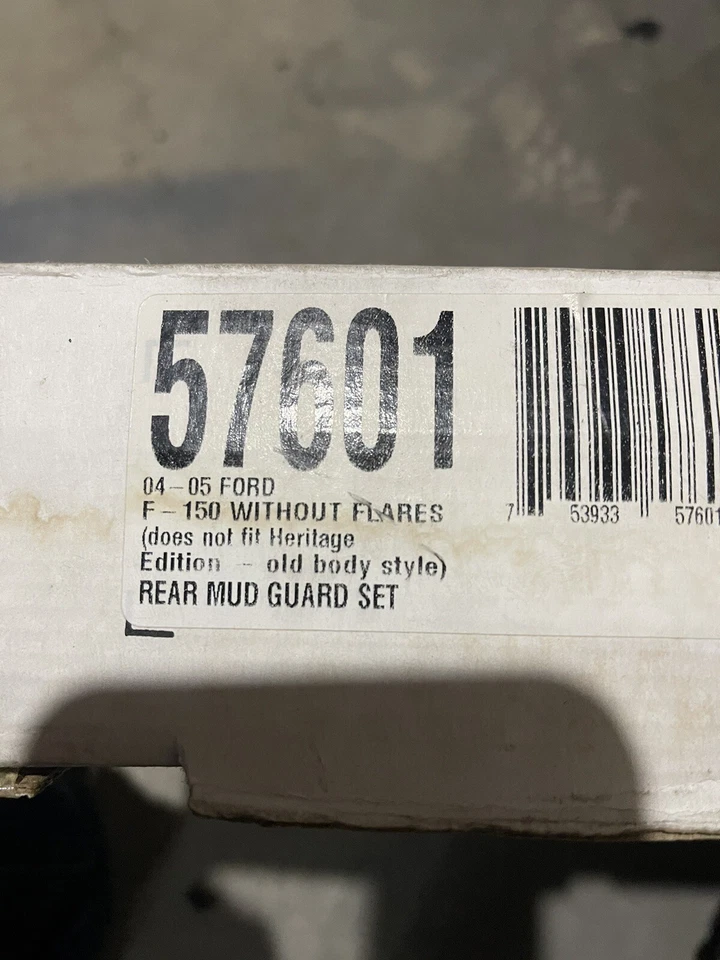 57601
04-05 FORD
F-150 WITHOUT FLARES
(does not fit Heritage
Edition - old body style)
REAR MUD GUARD SET
7 53933 57601